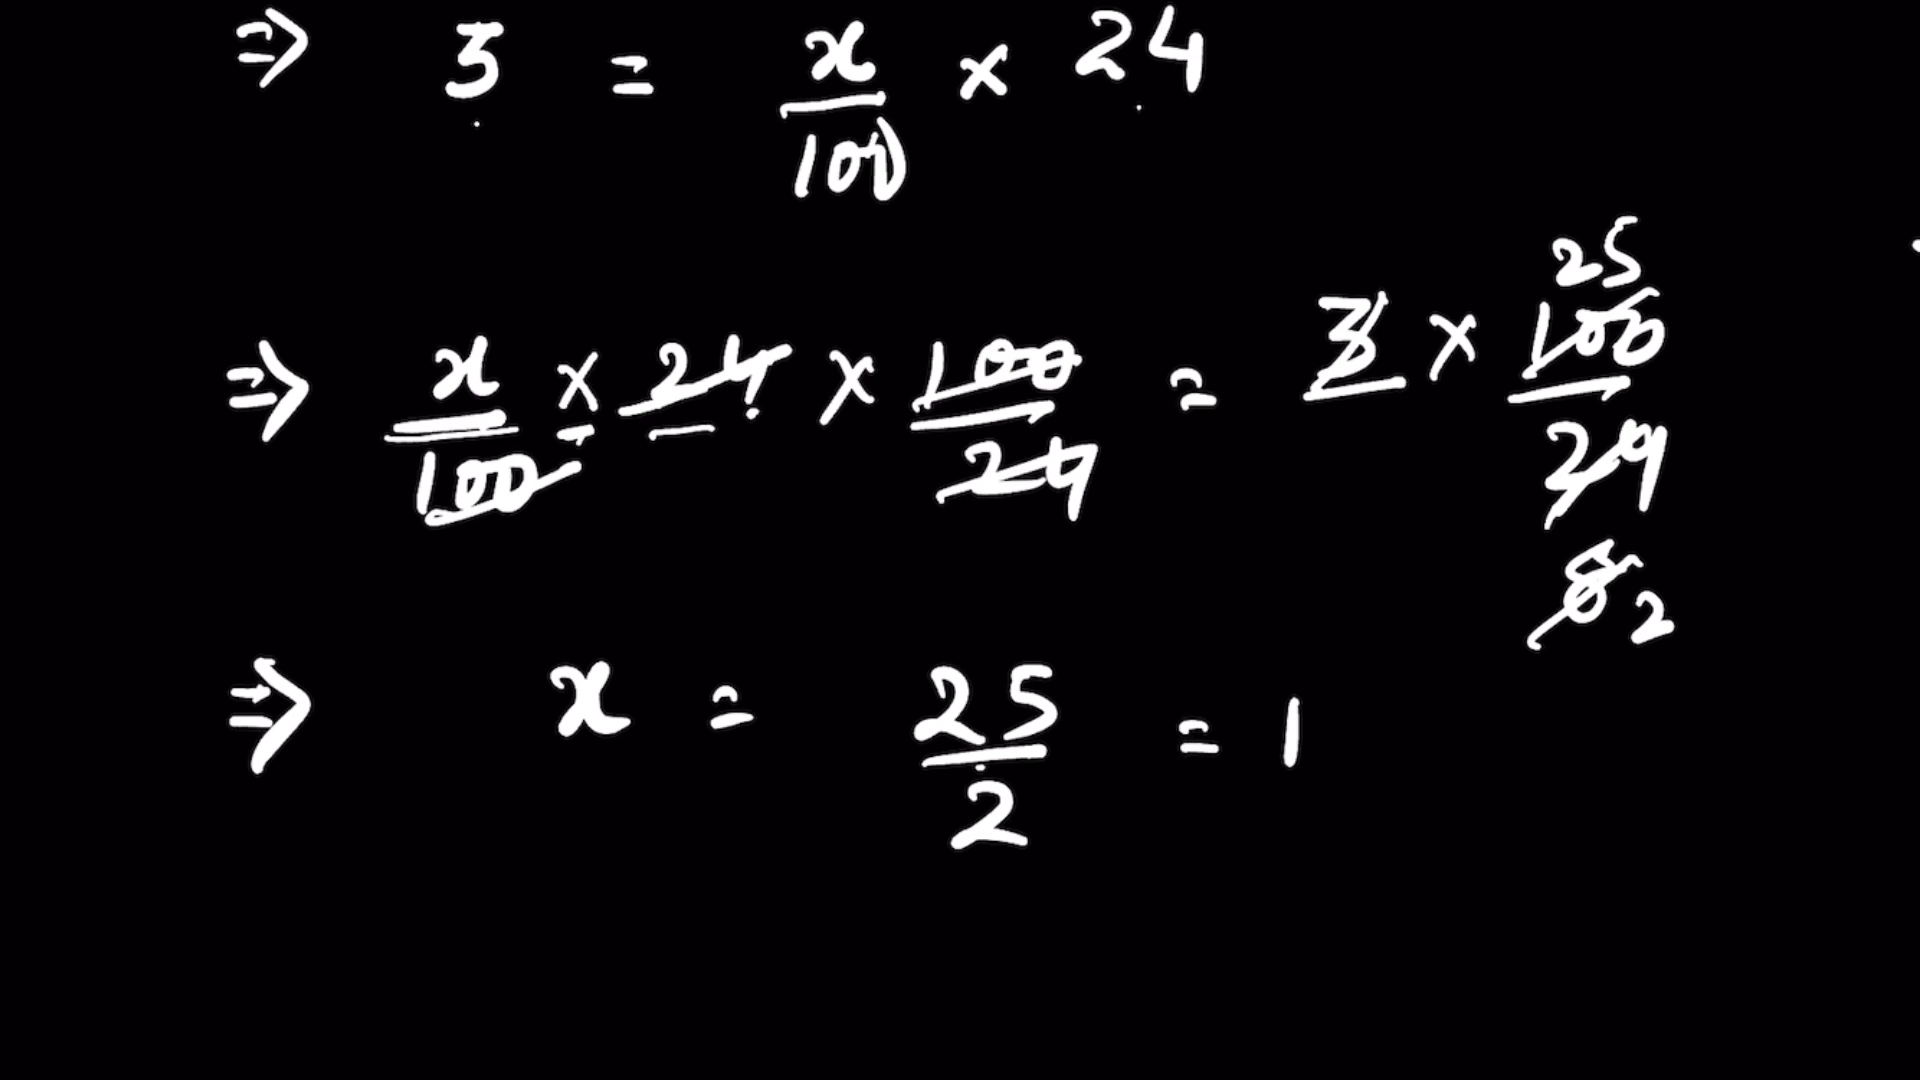 ⇒ 3 = x/100 × 24
⇒ x/100 × 24 × 100/24 = 3 × 100/24 25 8 2
⇒ x = 25/2 = 1